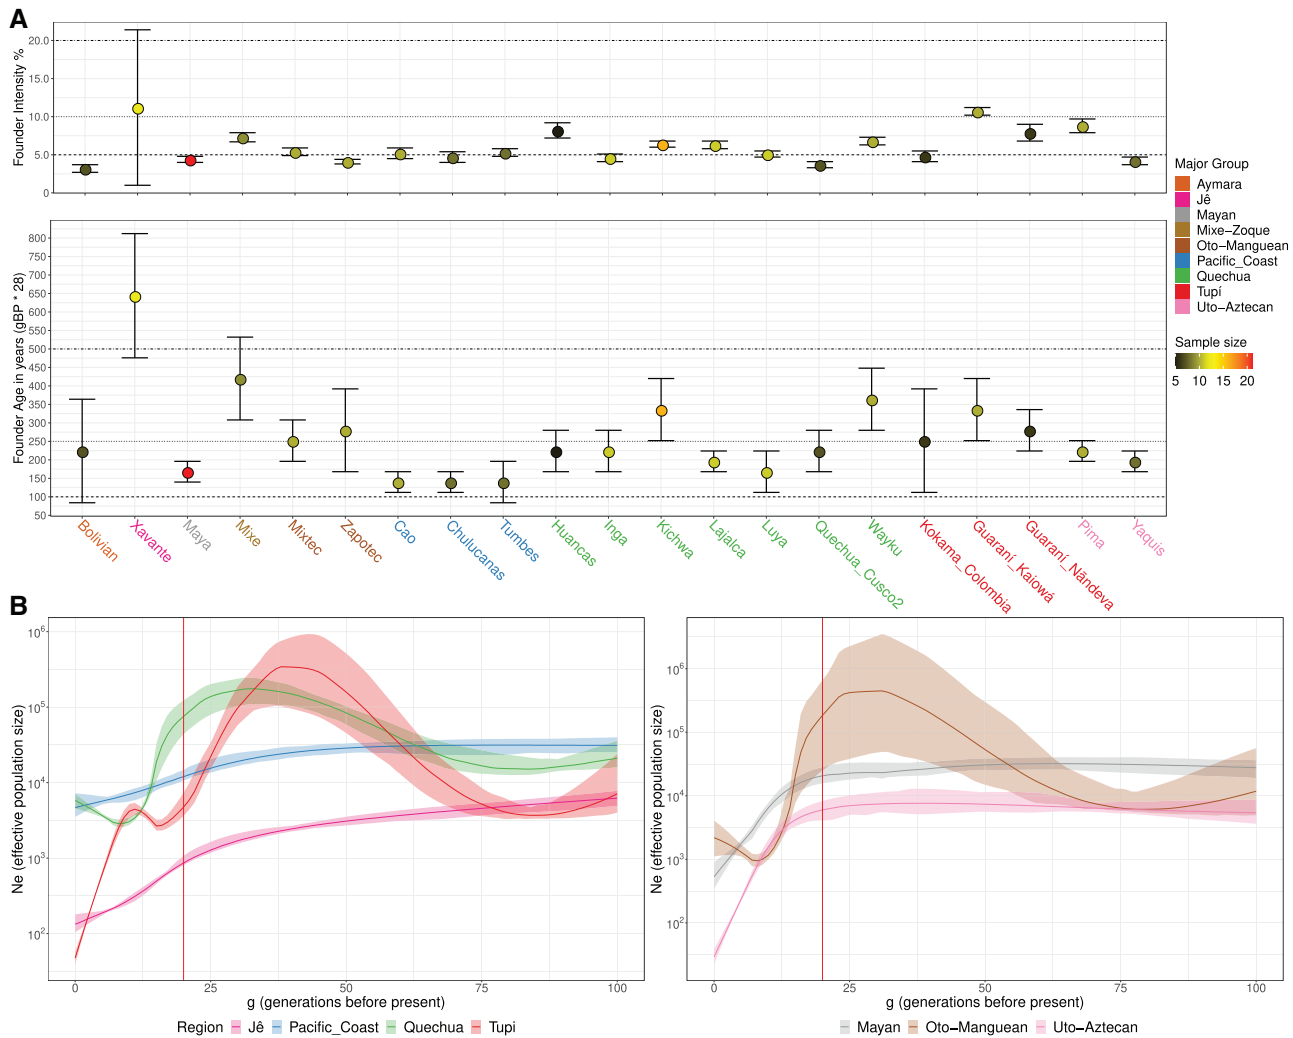 A
Founder Intensity %
20.0
15.0
10.0
5.0
0
Founder Age in years (gBP * 28)
800
750
700
650
600
550
500
450
400
350
300
250
200
150
100
50
Bolivian
Xavante
Maya
Mixe
Mixtec
Zapotec
Cao
Chulucanas
Tumbes
Huancas
Inga
Kichwa
Lajalca
Luya
Quechua_Cusco2
Wayku
Kokama_Colombia
Guaraní_Kaiowá
Guaraní_Nãndeva
Pima
Yaquis
Major Group
Aymara
Jê
Mayan
Mixe−Zoque
Oto−Manguean
Pacific_Coast
Quechua
Tupí
Uto−Aztecan
Sample size
5 10 15 20
B
Ne (effective population size)
10⁶
10⁵
10⁴
10³
10²
0 25 50 75 100
g (generations before present)
Region Jê Pacific_Coast Quechua Tupi
Ne (effective population size)
10⁶
10⁵
10⁴
10³
10²
0 25 50 75 100
g (generations before present)
Mayan Oto−Manguean Uto−Aztecan